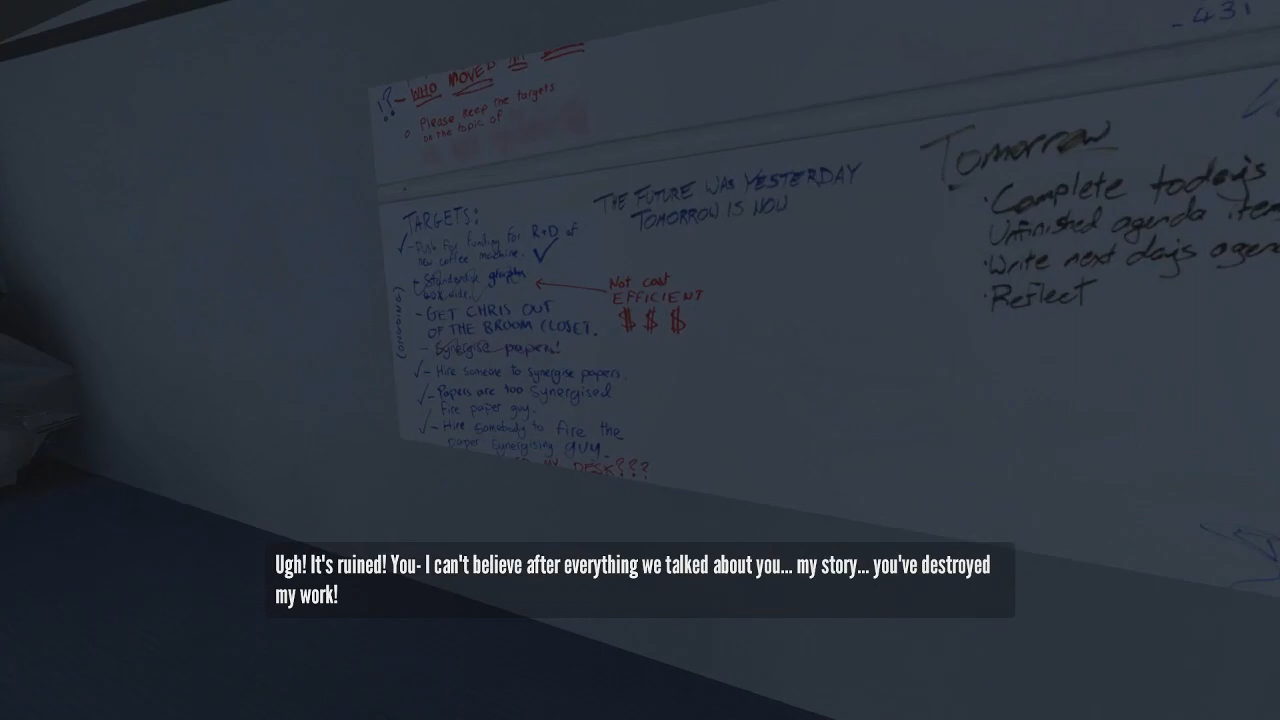 -431
!?- WHO MOVED
o Please keep the targets
on the topic of
THE FUTURE WAS YESTERDAY
TOMORROW IS NOW
TARGETS:
✓- Push for funding for R+D of
new coffee machine. ✓
Standardise
(ONGOING)
Not cost
EFFICIENT
$ $ $
- GET CHRIS OUT
OF THE BROOM CLOSET.
- Synergise papers!
✓- Hire someone to synergise papers.
✓- Papers are too synergised
fire paper guy.
✓- Hire somebody to fire the
paper synergising guy.
MY DESK???
Tomorrow
·Complete todays
Unfinished agenda
·Write next days
·Reflect
Ugh! It's ruined! You- I can't believe after everything we talked about you... my story... you've destroyed
my work!